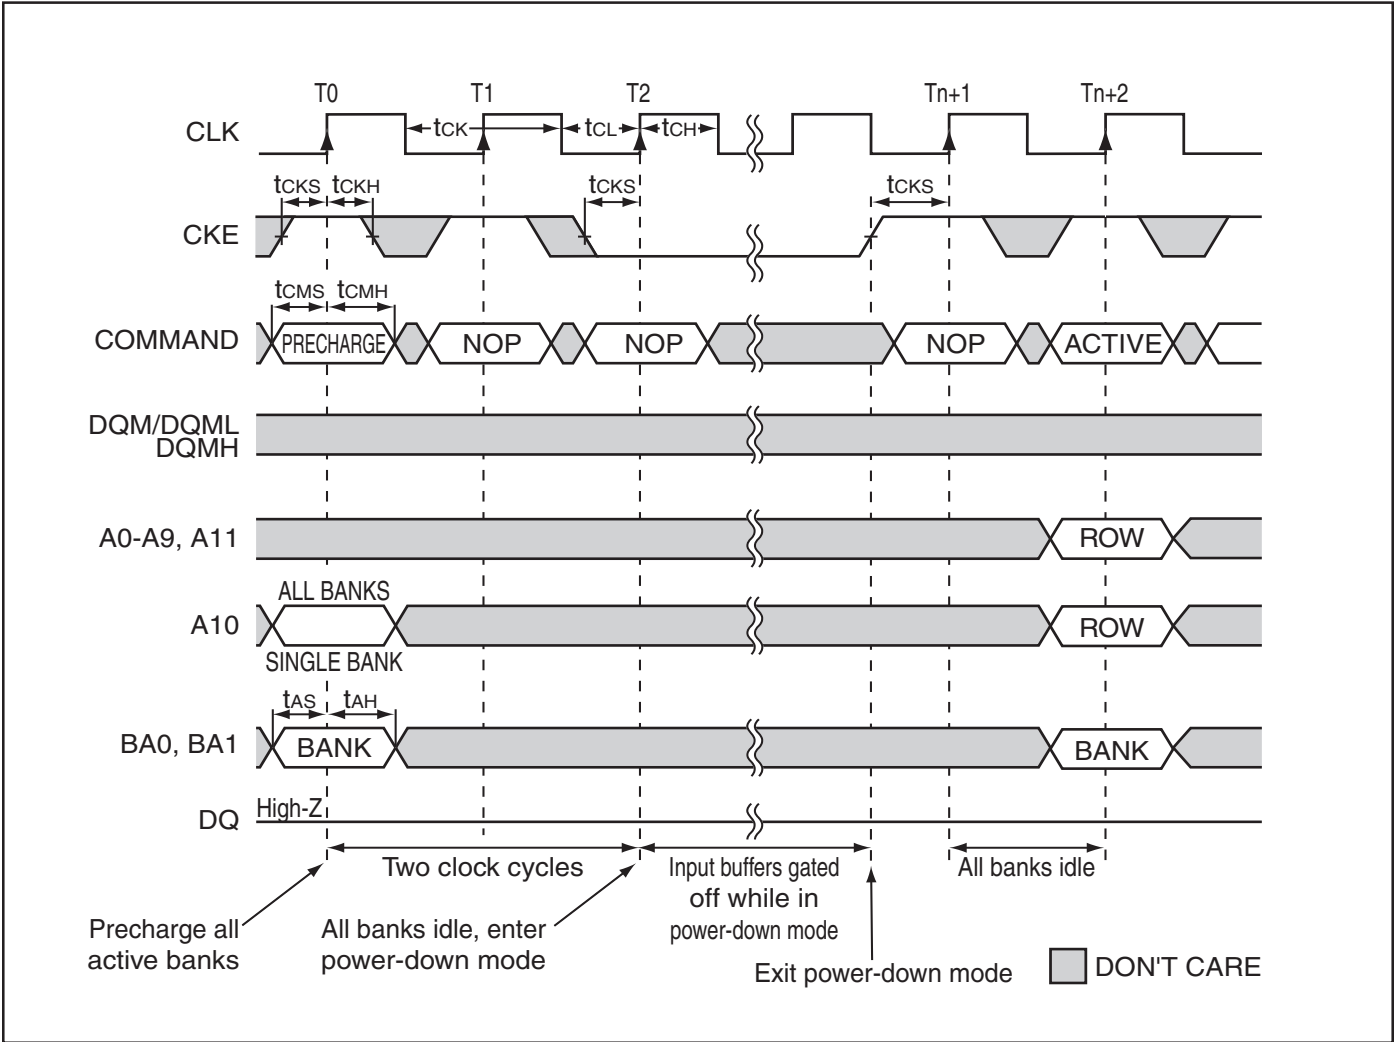 T0 T1 T2 Tn+1 Tn+2
CLK tCK tCL tCH
tCKS tCKH tCKS tCKS
CKE
tCMS tCMH
COMMAND PRECHARGE NOP NOP NOP ACTIVE
DQM/DQML
DQMH
A0-A9, A11 ROW
ALL BANKS
A10 ROW
SINGLE BANK
tAS tAH
BA0, BA1 BANK BANK
High-Z
DQ
Two clock cycles
Input buffers gated
off while in
power-down mode
All banks idle
Precharge all
active banks
All banks idle, enter
power-down mode
Exit power-down mode
DON'T CARE